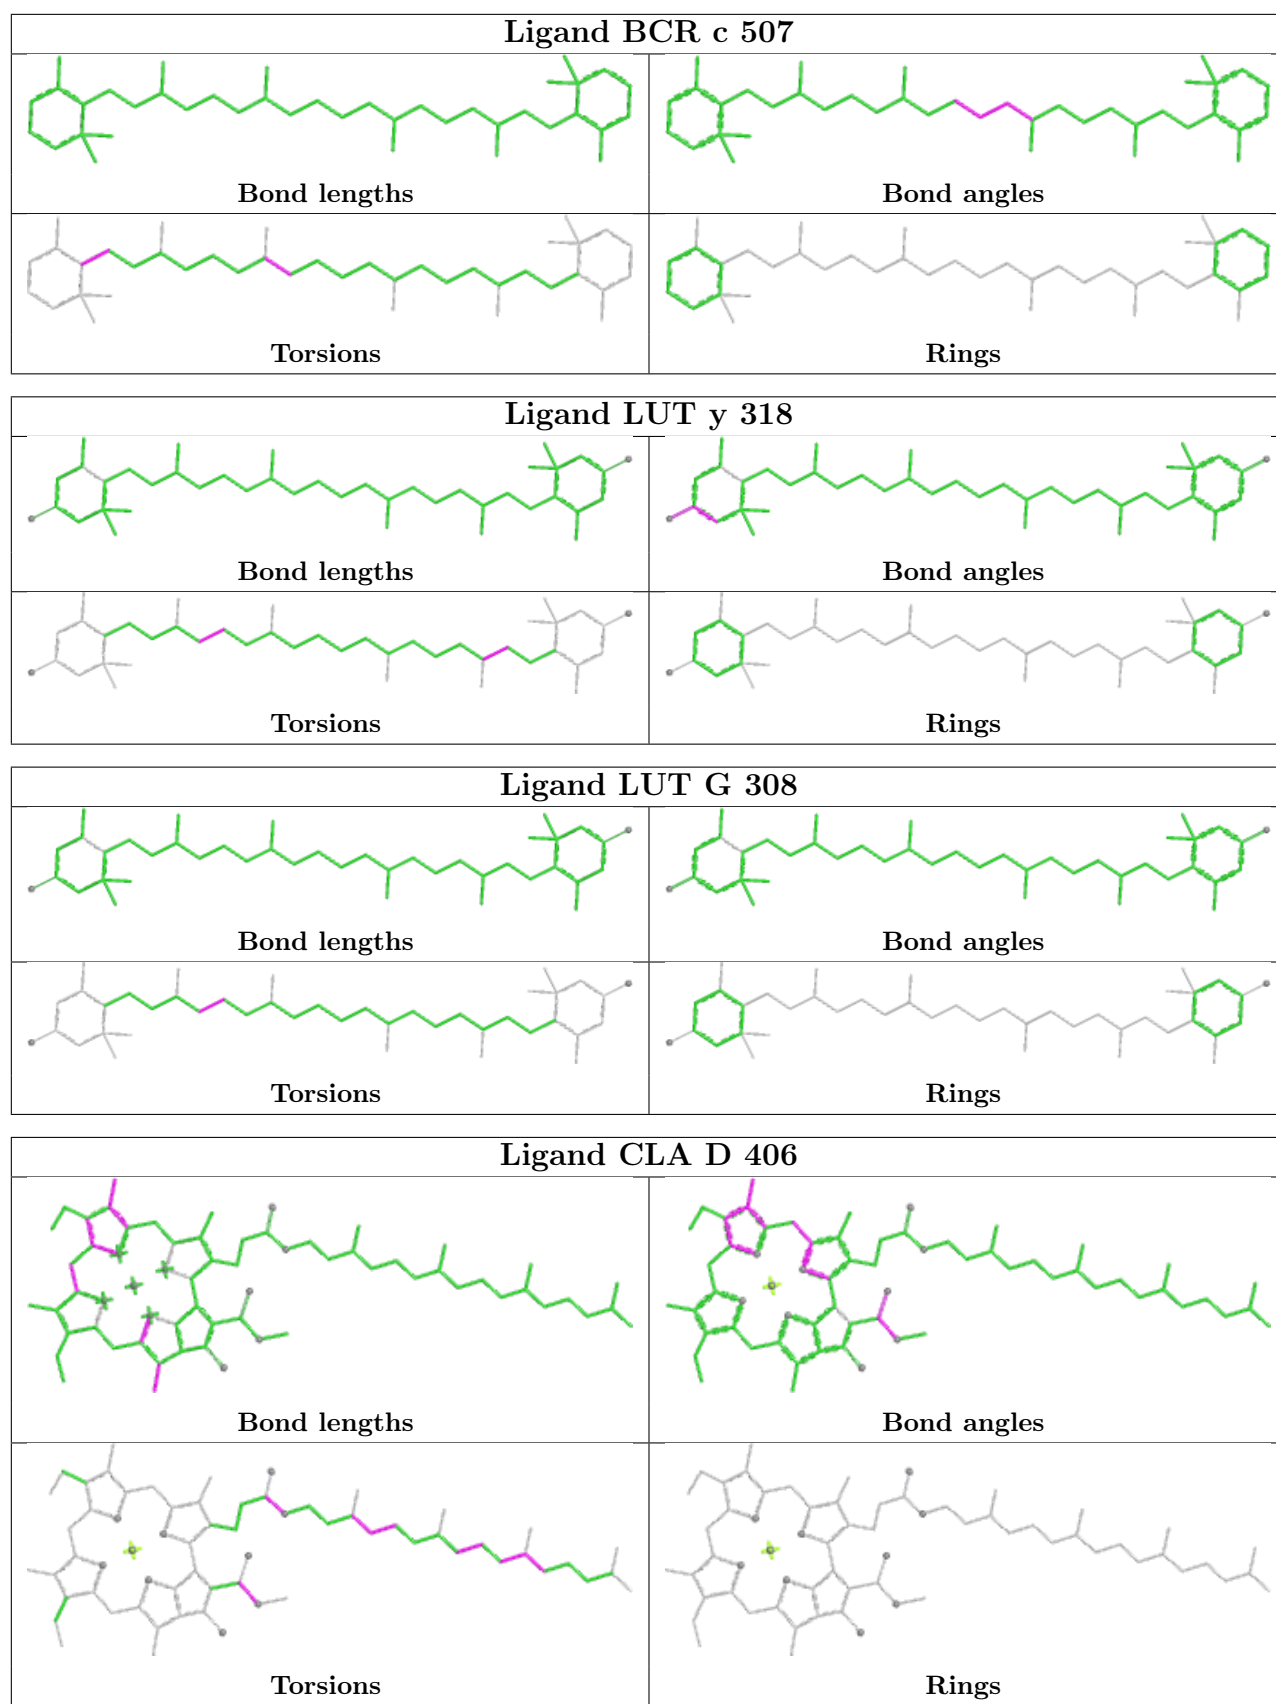 Ligand BCR c 507
Bond lengths
Bond angles
Torsions
Rings
Ligand LUT y 318
Bond lengths
Bond angles
Torsions
Rings
Ligand LUT G 308
Bond lengths
Bond angles
Torsions
Rings
Ligand CLA D 406
Bond lengths
Bond angles
Torsions
Rings